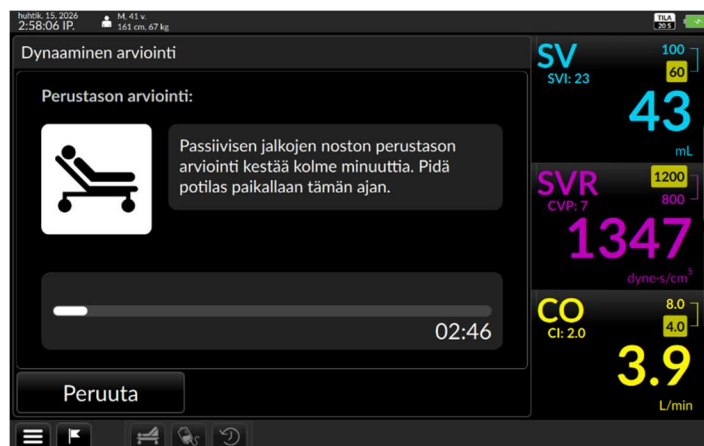 huhtik. 15, 2026
2:58:06 IP.
M, 41 v.
161 cm, 67 kg
TILA
20 S
Dynaaminen arviointi
Perustason arviointi:
Passiivisen jalkojen noston perustason
arviointi kestää kolme minuuttia. Pidä
potilas paikallaan tämän ajan.
02:46
Peruuta
SV
SVI: 23
100
60
43
mL
SVR
CVP: 7
1200
800
1347
dyne-s/cm⁵
CO
CI: 2.0
8.0
4.0
3.9
L/min